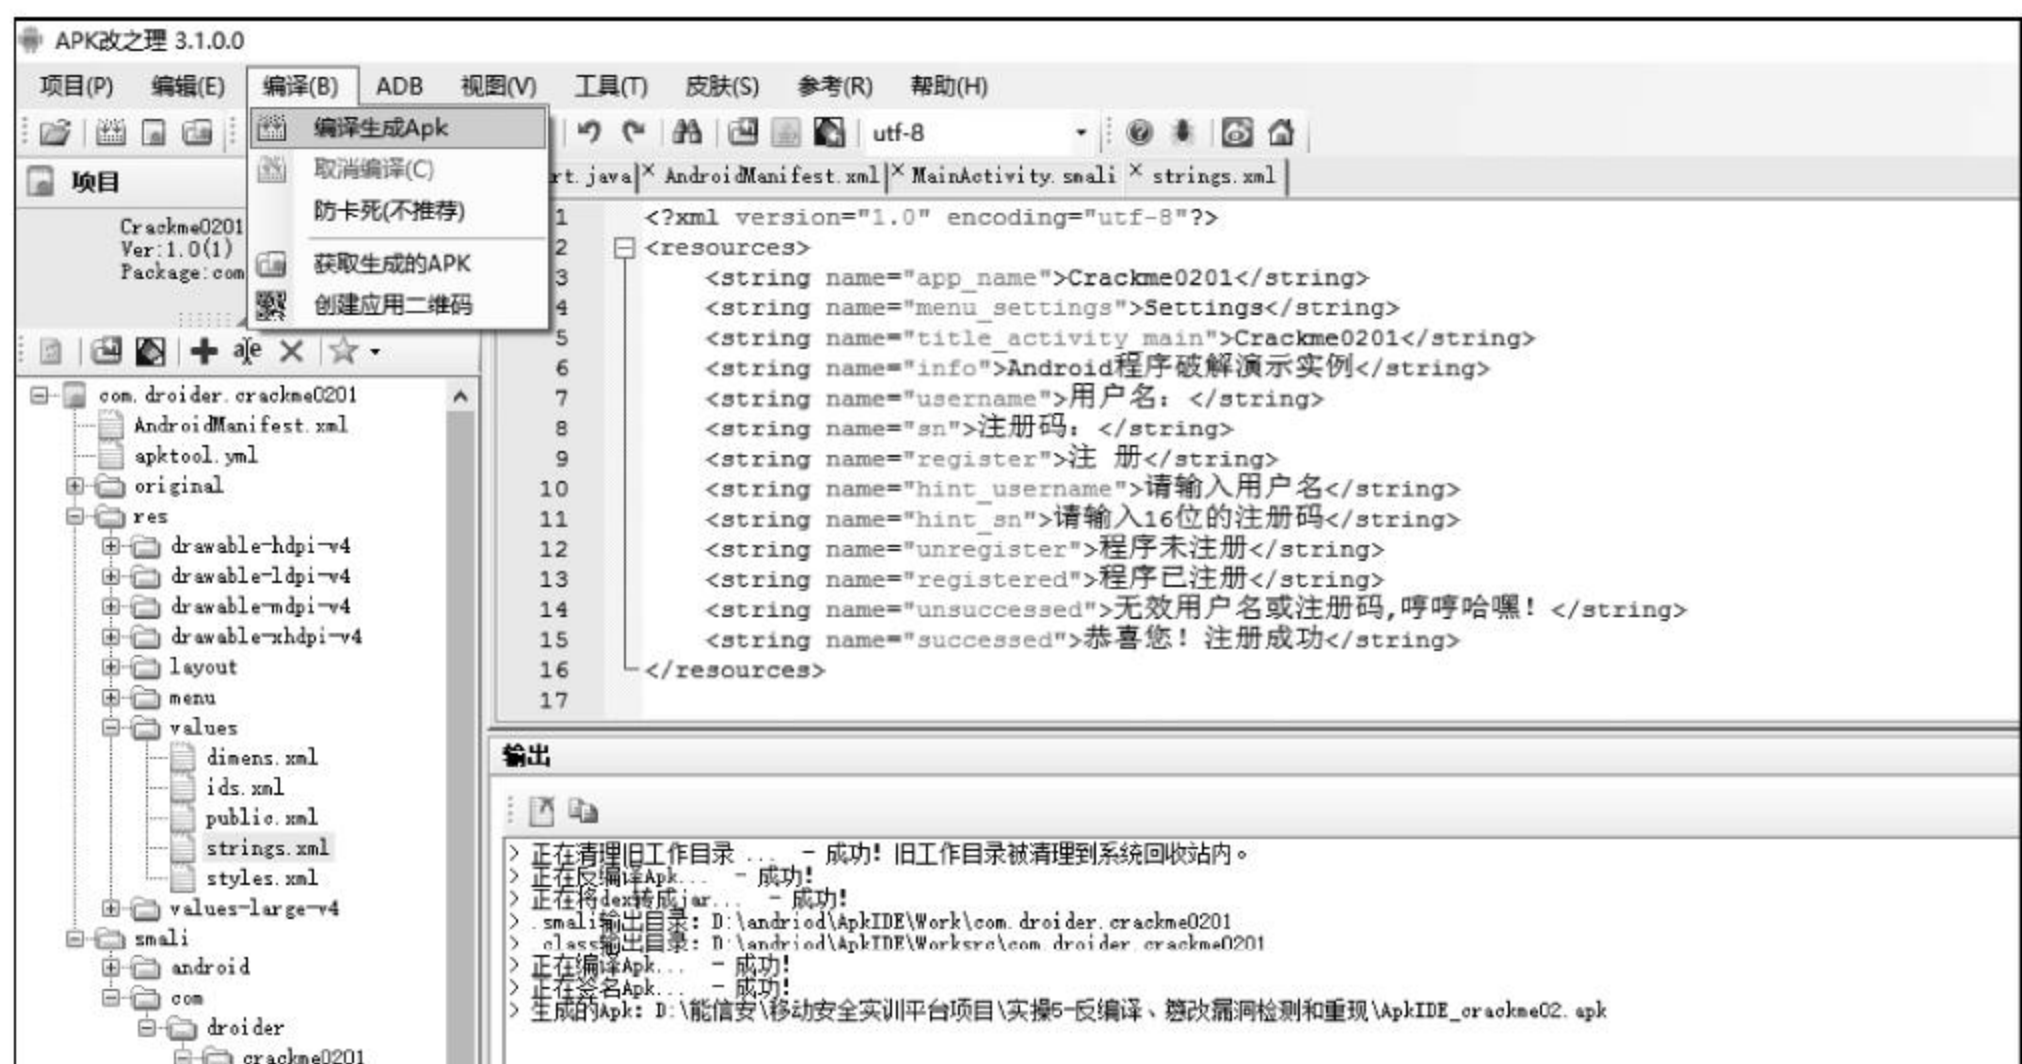 APK改之理 3.1.0.0
项目(P) 编辑(E) 编译(B) ADB 视图(V) 工具(T) 皮肤(S) 参考(R) 帮助(H)
编译生成Apk
取消编译(C)
防卡死(不推荐)
获取生成的APK
创建应用二维码
utf-8
rt.java AndroidManifest.xml MainActivity.smali strings.xml
项目
Crackme0201
Ver:1.0(1)
Package:com
com.droider.crackme0201
AndroidManifest.xml
apktool.yml
original
res
drawable-hdpi-v4
drawable-ldpi-v4
drawable-mdpi-v4
drawable-xhdpi-v4
layout
menu
values
dimens.xml
ids.xml
public.xml
strings.xml
styles.xml
values-large-v4
smali
android
com
droider
crackme0201
1 <?xml version="1.0" encoding="utf-8"?>
2 <resources>
3 <string name="app_name">Crackme0201</string>
4 <string name="menu_settings">Settings</string>
5 <string name="title_activity_main">Crackme0201</string>
6 <string name="info">Android程序破解演示实例</string>
7 <string name="username">用户名：</string>
8 <string name="sn">注册码：</string>
9 <string name="register">注 册</string>
10 <string name="hint_username">请输入用户名</string>
11 <string name="hint_sn">请输入16位的注册码</string>
12 <string name="unregister">程序未注册</string>
13 <string name="registered">程序已注册</string>
14 <string name="unsuccessed">无效用户名或注册码,哼哼哈嘿！</string>
15 <string name="successed">恭喜您！注册成功</string>
16 </resources>
17
输出
> 正在清理旧工作目录 ... - 成功! 旧工作目录被清理到系统回收站内。
> 正在反编译Apk... - 成功!
> 正在将dex转成jar... - 成功!
> .smali输出目录: D:\andriod\ApkIDE\Work\com.droider.crackme0201
> .class输出目录: D:\andriod\ApkIDE\Worksrc\com.droider.crackme0201
> 正在编译Apk... - 成功!
> 正在签名Apk... - 成功!
> 生成的Apk: D:\能信安\移动安全实训平台项目\实操5-反编译、篡改漏洞检测和重现\ApkIDE_crackme02.apk